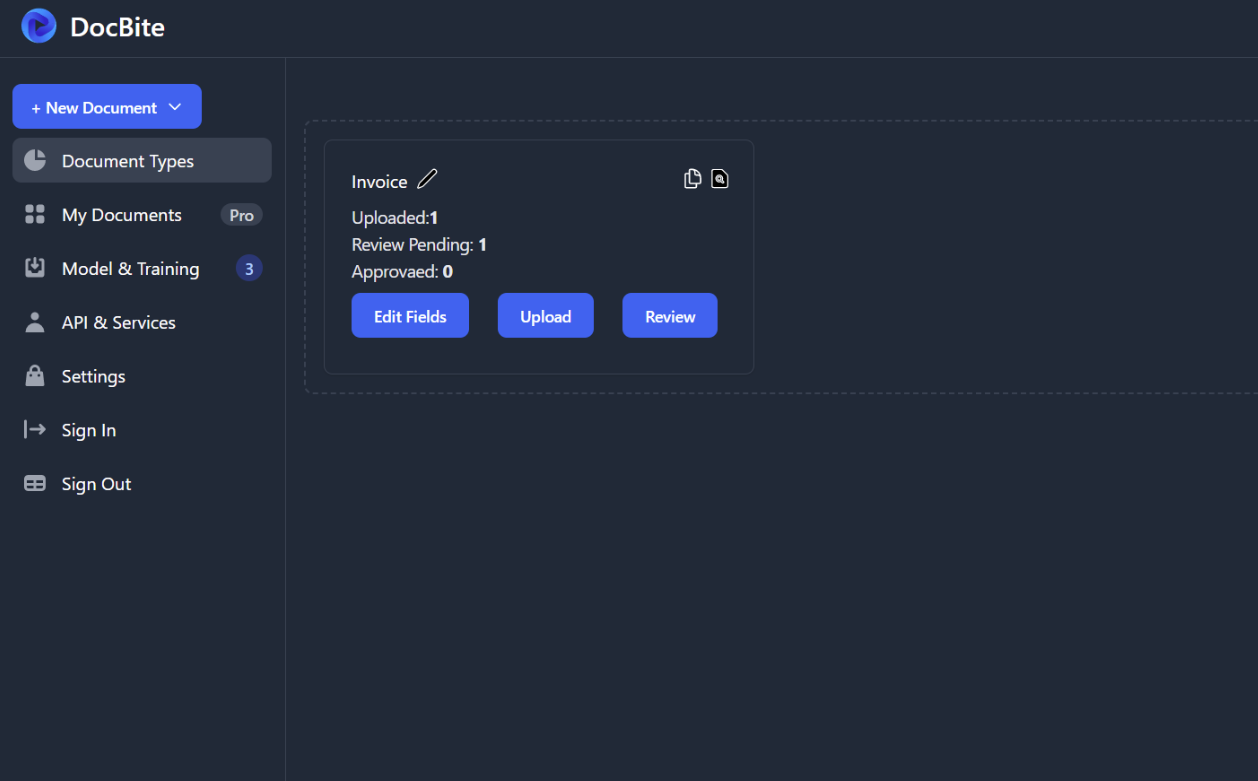 DocBite
+ New Document
Document Types
My Documents Pro
Model & Training 3
API & Services
Settings
Sign In
Sign Out
Invoice
Uploaded:1
Review Pending: 1
Approvaed: 0
Edit Fields Upload Review